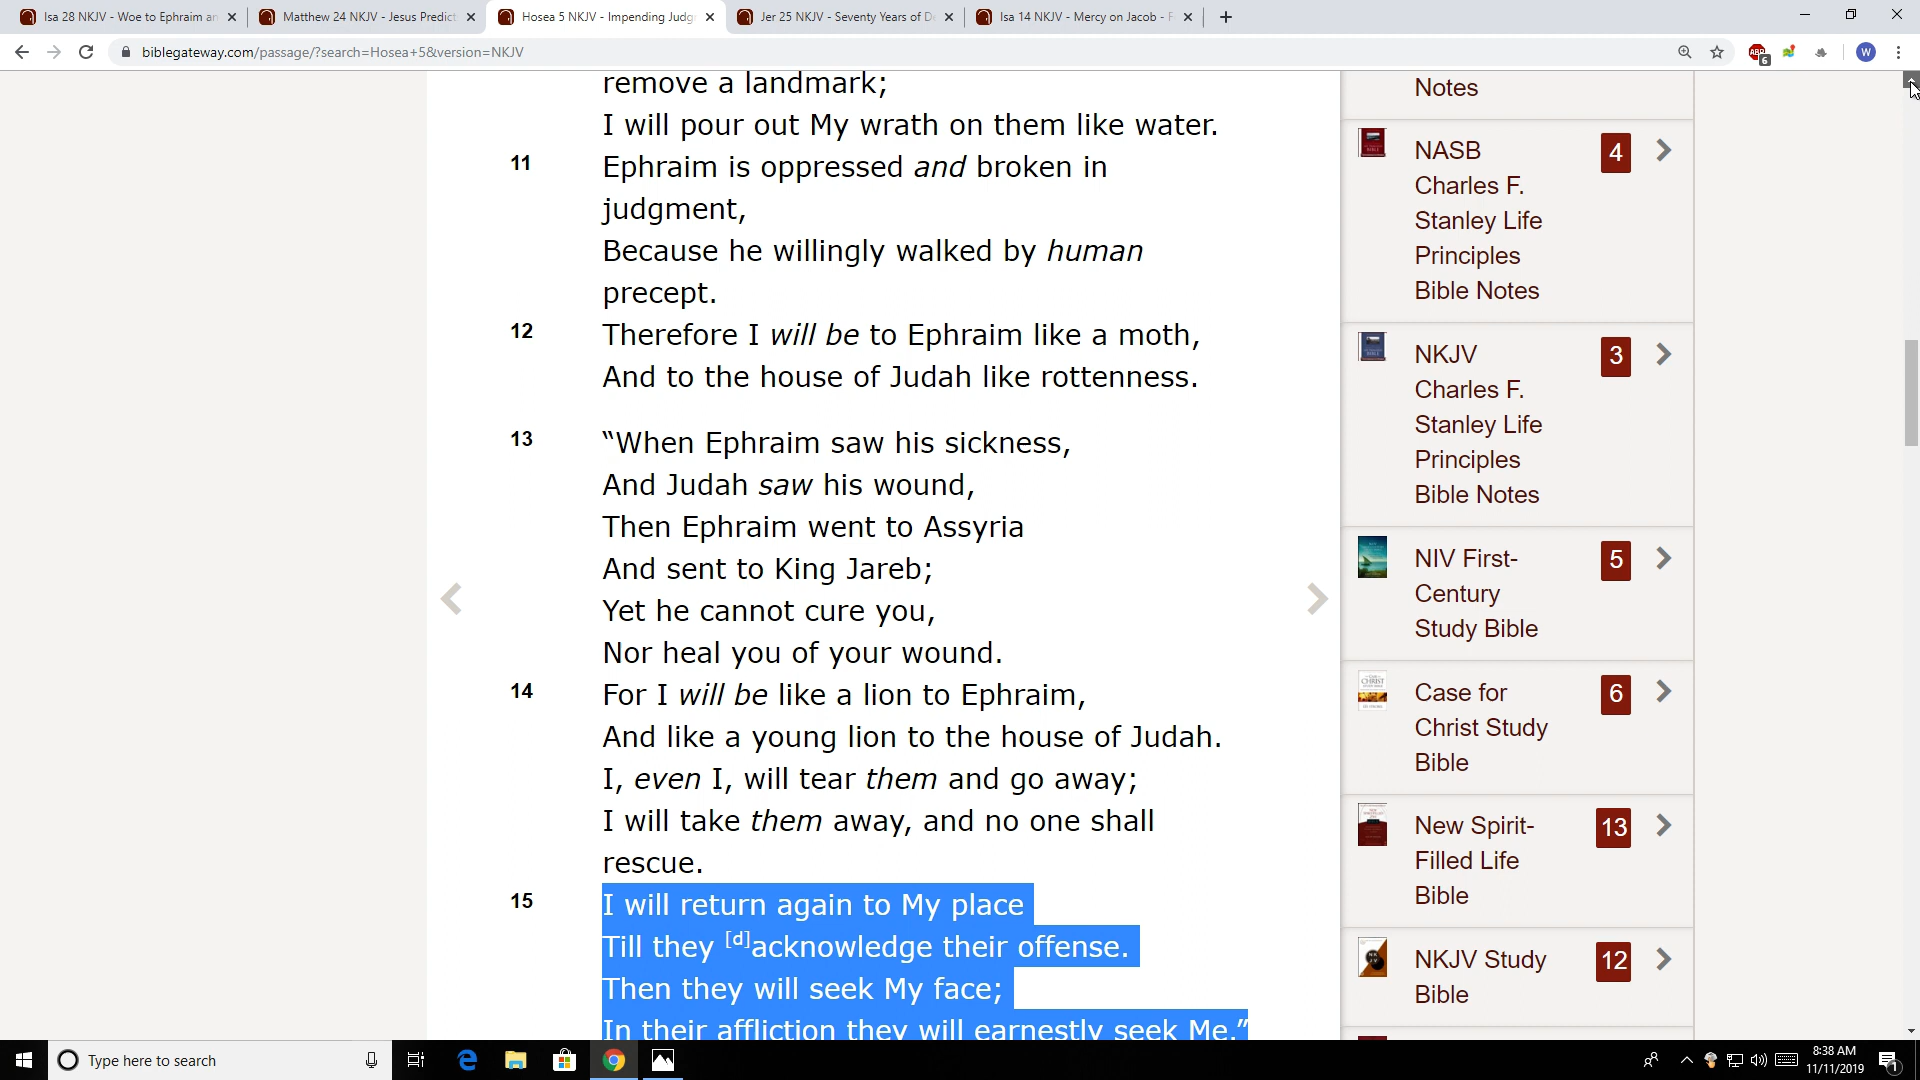 Isa 28 NKJV - Woe to Ephraim an
Matthew 24 NKJV - Jesus Predict
Hosea 5 NKJV - Impending Judg
Jer 25 NKJV - Seventy Years of D
Isa 14 NKJV - Mercy on Jacob - F
biblegateway.com/passage/?search=Hosea+5&version=NKJV
ABP
6
W
remove a landmark;
I will pour out My wrath on them like water.
11 Ephraim is oppressed and broken in
judgment,
Because he willingly walked by human
precept.
12 Therefore I will be to Ephraim like a moth,
And to the house of Judah like rottenness.
13 “When Ephraim saw his sickness,
And Judah saw his wound,
Then Ephraim went to Assyria
And sent to King Jareb;
Yet he cannot cure you,
Nor heal you of your wound.
14 For I will be like a lion to Ephraim,
And like a young lion to the house of Judah.
I, even I, will tear them and go away;
I will take them away, and no one shall
rescue.
15 I will return again to My place
Till they [d]acknowledge their offense.
Then they will seek My face;
In their affliction they will earnestly seek Me.”
Notes
NASB 4
Charles F.
Stanley Life
Principles
Bible Notes
NKJV 3
Charles F.
Stanley Life
Principles
Bible Notes
NIV First- 5
Century
Study Bible
Case for 6
Christ Study
Bible
New Spirit- 13
Filled Life
Bible
NKJV Study 12
Bible
Type here to search
8:38 AM
11/11/2019
1